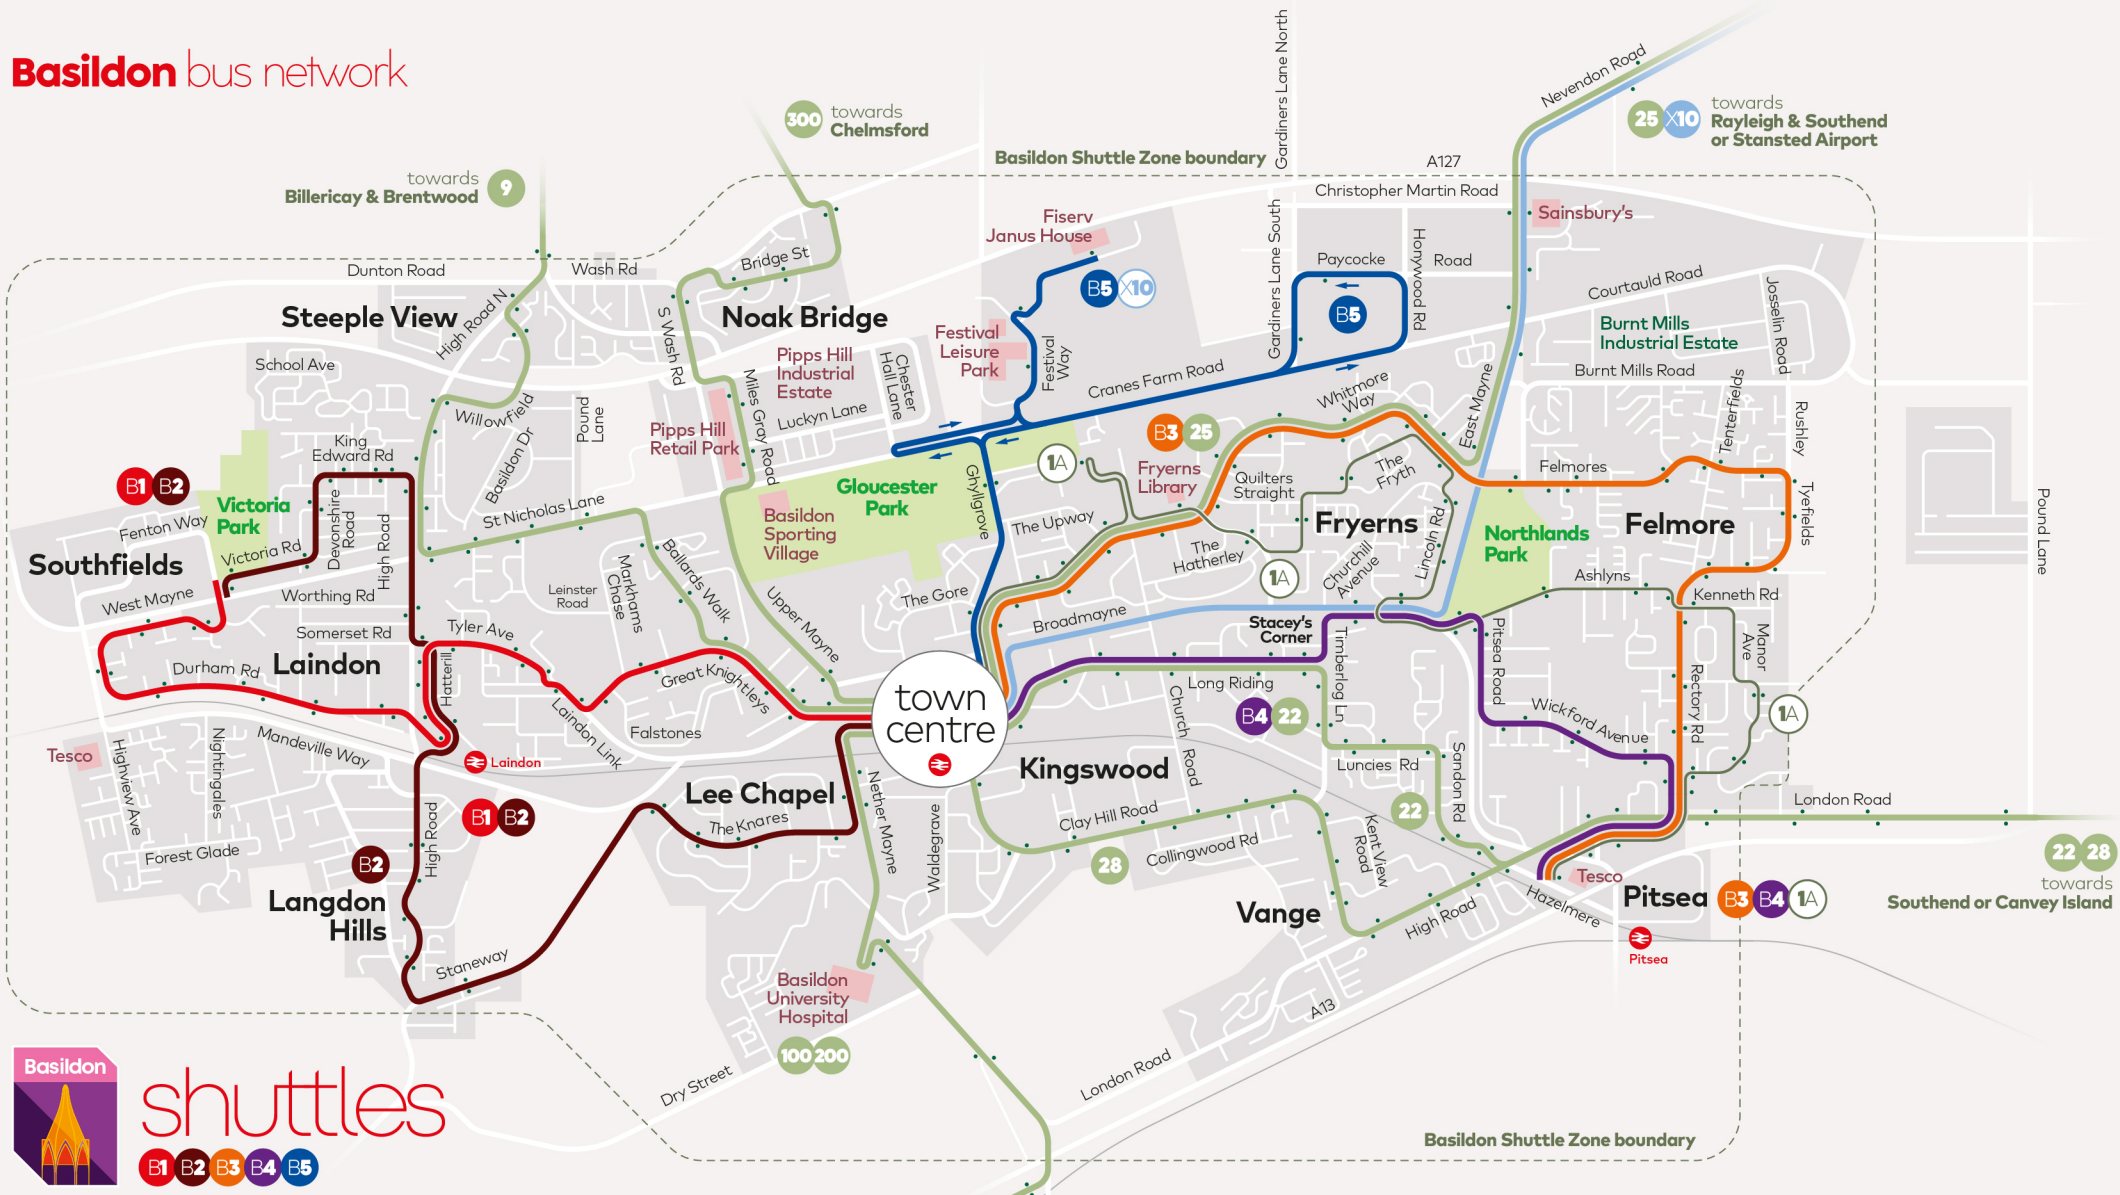 Basildon bus network
300
towards
Chelmsford
towards
Billericay & Brentwood
9
Basildon Shuttle Zone boundary
Gardiners Lane North
Nevendon Road
25
X10
towards
Rayleigh & Southend
or Stansted Airport
A127
Christopher Martin Road
Sainsbury's
Fiserv
Janus House
B5
X10
Gardiners Lane South
Paycocke
Road
Honywood Rd
B5
Courtauld Road
Josselin Road
Burnt Mills
Industrial Estate
Burnt Mills Road
Dunton Road
Wash Rd
Bridge St
Steeple View
High Road N
Noak Bridge
S Wash Rd
School Ave
Willowfield
Pound
Lane
Basildon Dr
Pipps Hill
Industrial
Estate
Chester
Hall Lane
Luckyn Lane
Miles Gray Road
Pipps Hill
Retail Park
Festival
Leisure
Park
Festival
Way
Cranes Farm Road
Whitmore
Way
East Mayne
Tenterfields
Rushley
B3
25
1A
Fryerns
Library
Quilters
Straight
The
Fryth
Felmores
Tyefields
Pound Lane
King
Edward Rd
B1
B2
Victoria
Park
Fenton Way
Devonshire
Road
High Road
Victoria Rd
Southfields
West Mayne
Worthing Rd
Somerset Rd
St Nicholas Lane
Basildon
Sporting
Village
Gloucester
Park
Ghyllgrove
The Upway
Fryerns
Lincoln Rd
Northlands
Park
Felmore
The
Hatherley
1A
Churchill
Avenue
Ashlyns
Kenneth Rd
Leinster
Road
Markhams
Chase
Ballards Walk
Upper Mayne
The Gore
Broadmayne
Stacey's
Corner
Tyler Ave
Durham Rd
Laindon
Hatterill
Great Knightleys
Timberlog Ln
Pitsea Road
Manor
Ave
Rectory Rd
1A
town
centre
Long Riding
Church Road
B4
22
Wickford Avenue
Laindon Link
Falstones
Tesco
Highview Ave
Nightingales
Mandeville Way
Laindon
B1
B2
Lee Chapel
The Knares
Kingswood
Luncies Rd
Sandon Rd
22
London Road
High Road
Forest Glade
B2
Langdon
Hills
Nether Mayne
Waldegrave
Clay Hill Road
28
Collingwood Rd
Kent View
Road
Vange
High Road
Tesco
Hazelmere
Pitsea
B3
B4
1A
Pitsea
22
28
towards
Southend or Canvey Island
Staneway
Basildon
University
Hospital
100
200
Dry Street
A13
London Road
Basildon Shuttle Zone boundary
Basildon
shuttles
B1
B2
B3
B4
B5